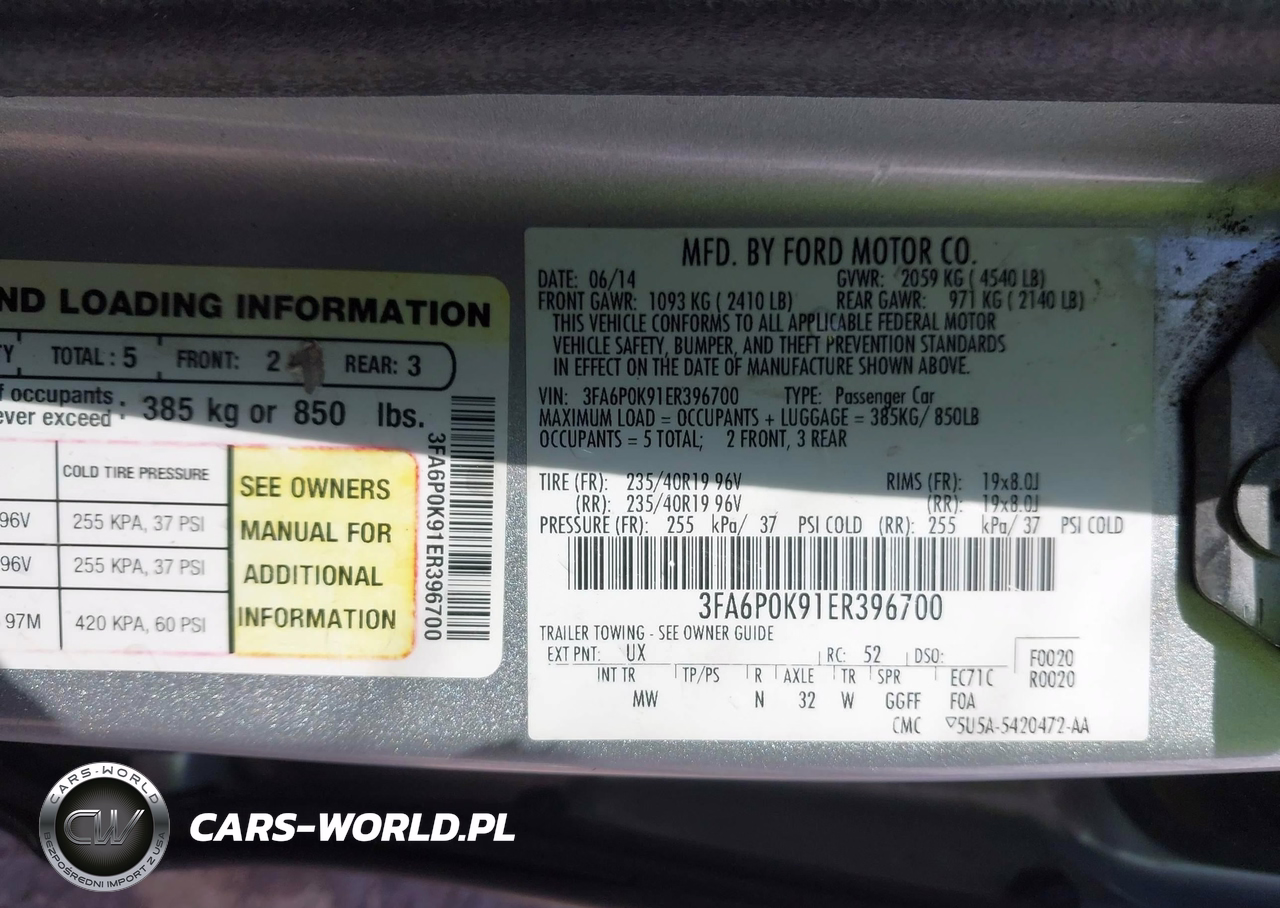 ND LOADING INFORMATION
TY TOTAL : 5 FRONT: 2 REAR: 3
f occupants
ever exceed : 385 kg or 850 lbs.
COLD TIRE PRESSURE
96V 255 KPA, 37 PSI
96V 255 KPA, 37 PSI
97M 420 KPA, 60 PSI
SEE OWNERS
MANUAL FOR
ADDITIONAL
INFORMATION
3FA6P0K91ER396700
MFD. BY FORD MOTOR CO.
DATE: 06/14 GVWR: 2059 KG ( 4540 LB)
FRONT GAWR: 1093 KG ( 2410 LB) REAR GAWR: 971 KG ( 2140 LB)
THIS VEHICLE CONFORMS TO ALL APPLICABLE FEDERAL MOTOR
VEHICLE SAFETY, BUMPER, AND THEFT PREVENTION STANDARDS
IN EFFECT ON THE DATE OF MANUFACTURE SHOWN ABOVE.
VIN: 3FA6P0K91ER396700 TYPE: Passenger Car
MAXIMUM LOAD = OCCUPANTS + LUGGAGE = 385KG/ 850LB
OCCUPANTS = 5 TOTAL; 2 FRONT, 3 REAR
TIRE (FR): 235/40R19 96V RIMS (FR): 19x8.0J
(RR): 235/40R19 96V (RR): 19x8.0J
PRESSURE (FR): 255 kPa/ 37 PSI COLD (RR): 255 kPa/ 37 PSI COLD
3FA6P0K91ER396700
TRAILER TOWING - SEE OWNER GUIDE
EXT PNT: UX RC: 52 DSO: F0020
INT TR TP/PS R AXLE TR SPR EC71C R0020
MW N 32 W GGFF F0A
CMC ▽5U5A-5420472-AA
CARS-WORLD
CW
BEZPOŚREDNI IMPORT Z USA
CARS-WORLD.PL